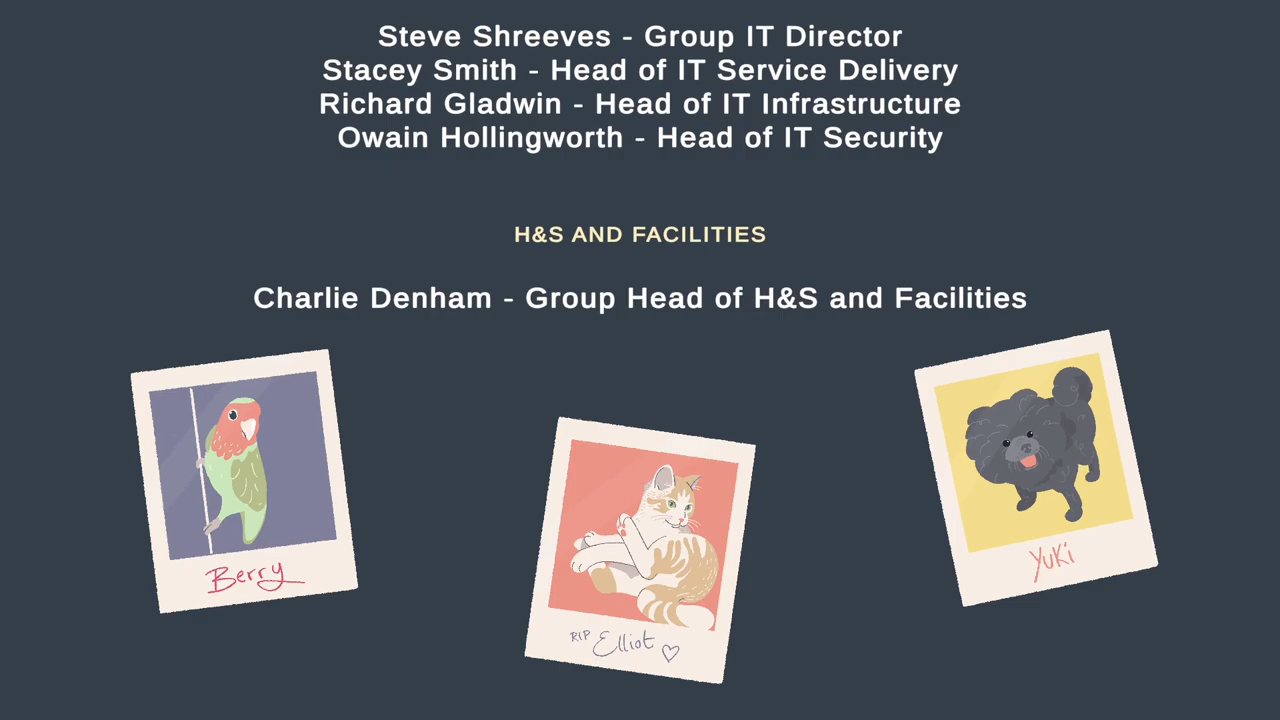 Steve Shreeves - Group IT Director
Stacey Smith - Head of IT Service Delivery
Richard Gladwin - Head of IT Infrastructure
Owain Hollingworth - Head of IT Security
H&S AND FACILITIES
Charlie Denham - Group Head of H&S and Facilities
Berry
RIP Elliot
Yuki